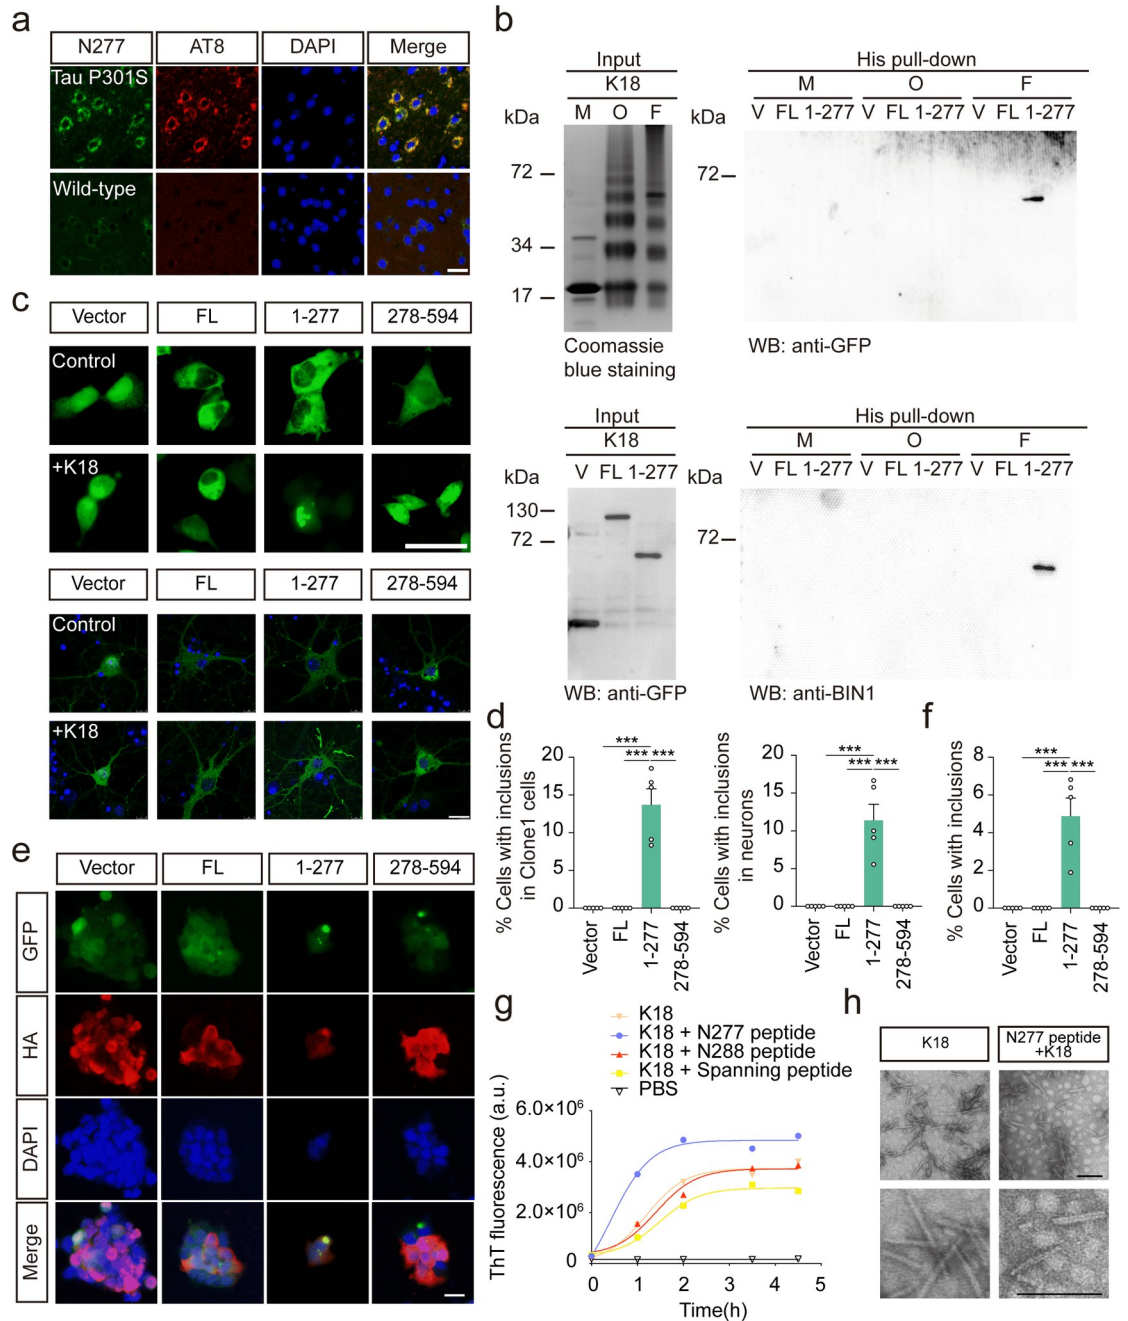 a
N277 AT8 DAPI Merge
Tau P301S
Wild-type
b
Input
K18
M O F
kDa
72
34
17
Coomassie
blue staining
His pull-down
M O F
V FL 1-277 V FL 1-277 V FL 1-277
kDa
72
WB: anti-GFP
Input
K18
V FL 1-277
kDa
130
72
WB: anti-GFP
His pull-down
M O F
V FL 1-277 V FL 1-277 V FL 1-277
kDa
72
WB: anti-BIN1
c
Vector FL 1-277 278-594
Control
+K18
Vector FL 1-277 278-594
Control
+K18
d
% Cells with inclusions
in Clone1 cells
20
15
10
5
0
*** 
*** ***
Vector FL 1-277 278-594
% Cells with inclusions
in neurons
20
15
10
5
0
***
*** ***
Vector FL 1-277 278-594
e
Vector FL 1-277 278-594
GFP
HA
DAPI
Merge
f
% Cells with inclusions
8
6
4
2
0
***
*** ***
Vector FL 1-277 278-594
g
K18
K18 + N277 peptide
K18 + N288 peptide
K18 + Spanning peptide
PBS
ThT fluorescence (a.u.)
6.0×10⁶
4.0×10⁶
2.0×10⁶
0
0 1 2 3 4 5
Time(h)
h
K18
N277 peptide
+K18